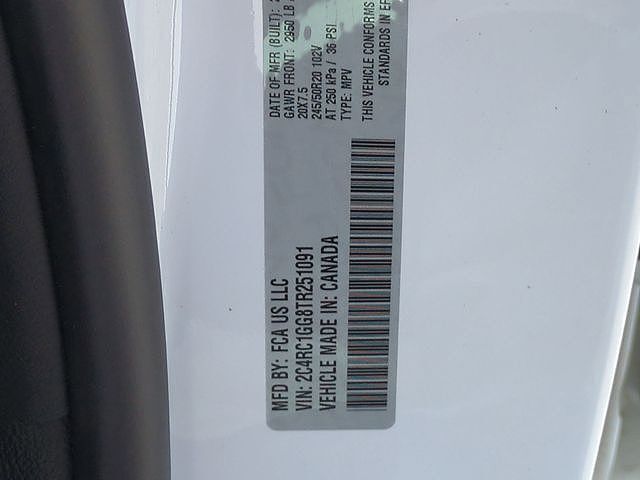 MFD BY: FCA US LLC
VIN: 2C4RC1GG8TR251091
VEHICLE MADE IN: CANADA
DATE OF MFR (BUILT):
GAWR FRONT: 2950 LB
20X7.5
245/50R20 102V
AT 250 kPa / 36 PSI
TYPE: MPV
THIS VEHICLE CONFORMS
STANDARDS IN EF